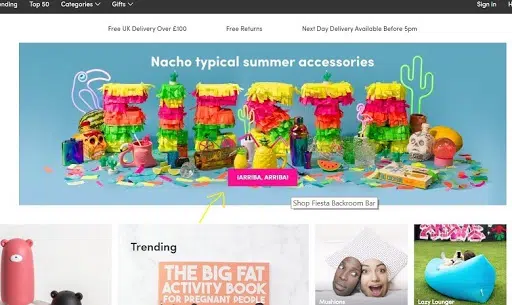 ending Top 50 Categories Gifts Sign in H
Free UK Delivery Over £100 Free Returns Next Day Delivery Available Before 5pm
Nacho typical summer accessories
FIESTA
¡ARRIBA, ARRIBA!
Shop Fiesta Backroom Bar
Trending
THE BIG FAT
ACTIVITY BOOK
FOR PREGNANT PEOPLE
Mushions
Lazy Lounger